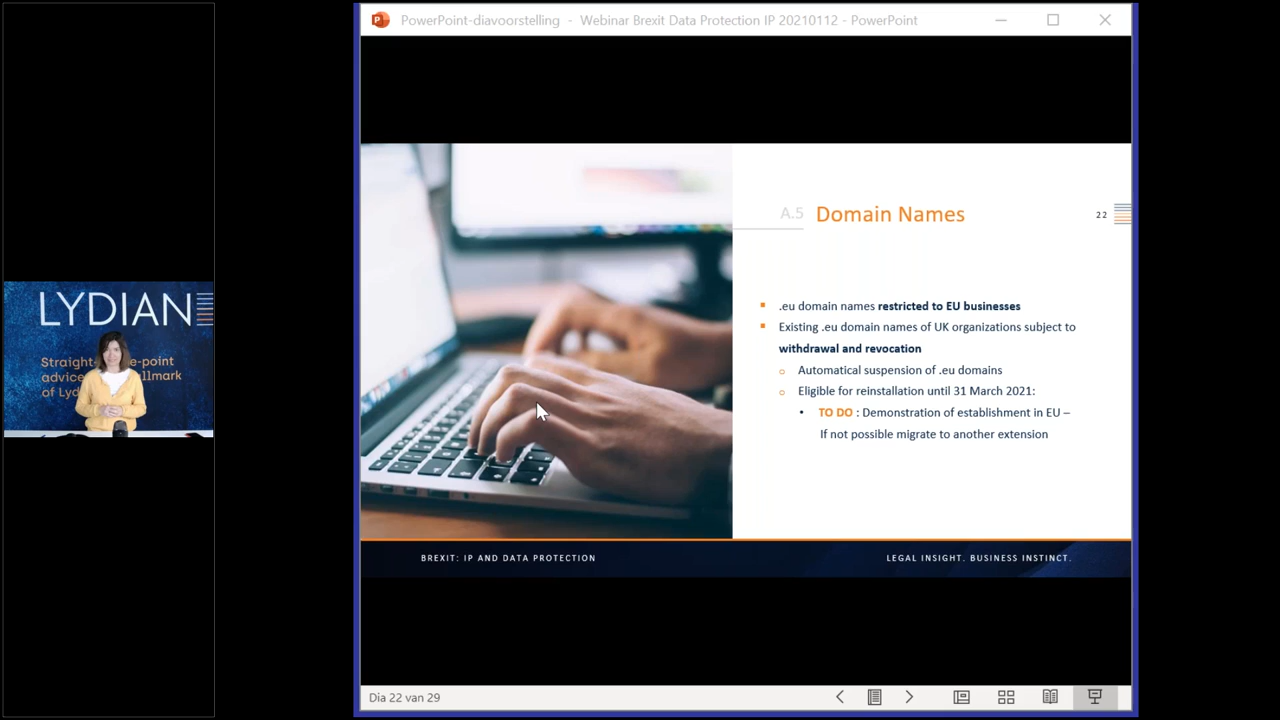 PowerPoint-diavoorstelling - Webinar Brexit Data Protection IP 20210112 - PowerPoint
A.5 Domain Names
22
.eu domain names restricted to EU businesses
Existing .eu domain names of UK organizations subject to
withdrawal and revocation
Automatical suspension of .eu domains
Eligible for reinstallation until 31 March 2021:
TO DO : Demonstration of establishment in EU –
If not possible migrate to another extension
BREXIT: IP AND DATA PROTECTION
LEGAL INSIGHT. BUSINESS INSTINCT.
Dia 22 van 29
LYDIAN
Straight- e-point
advice llmark
of Lyd